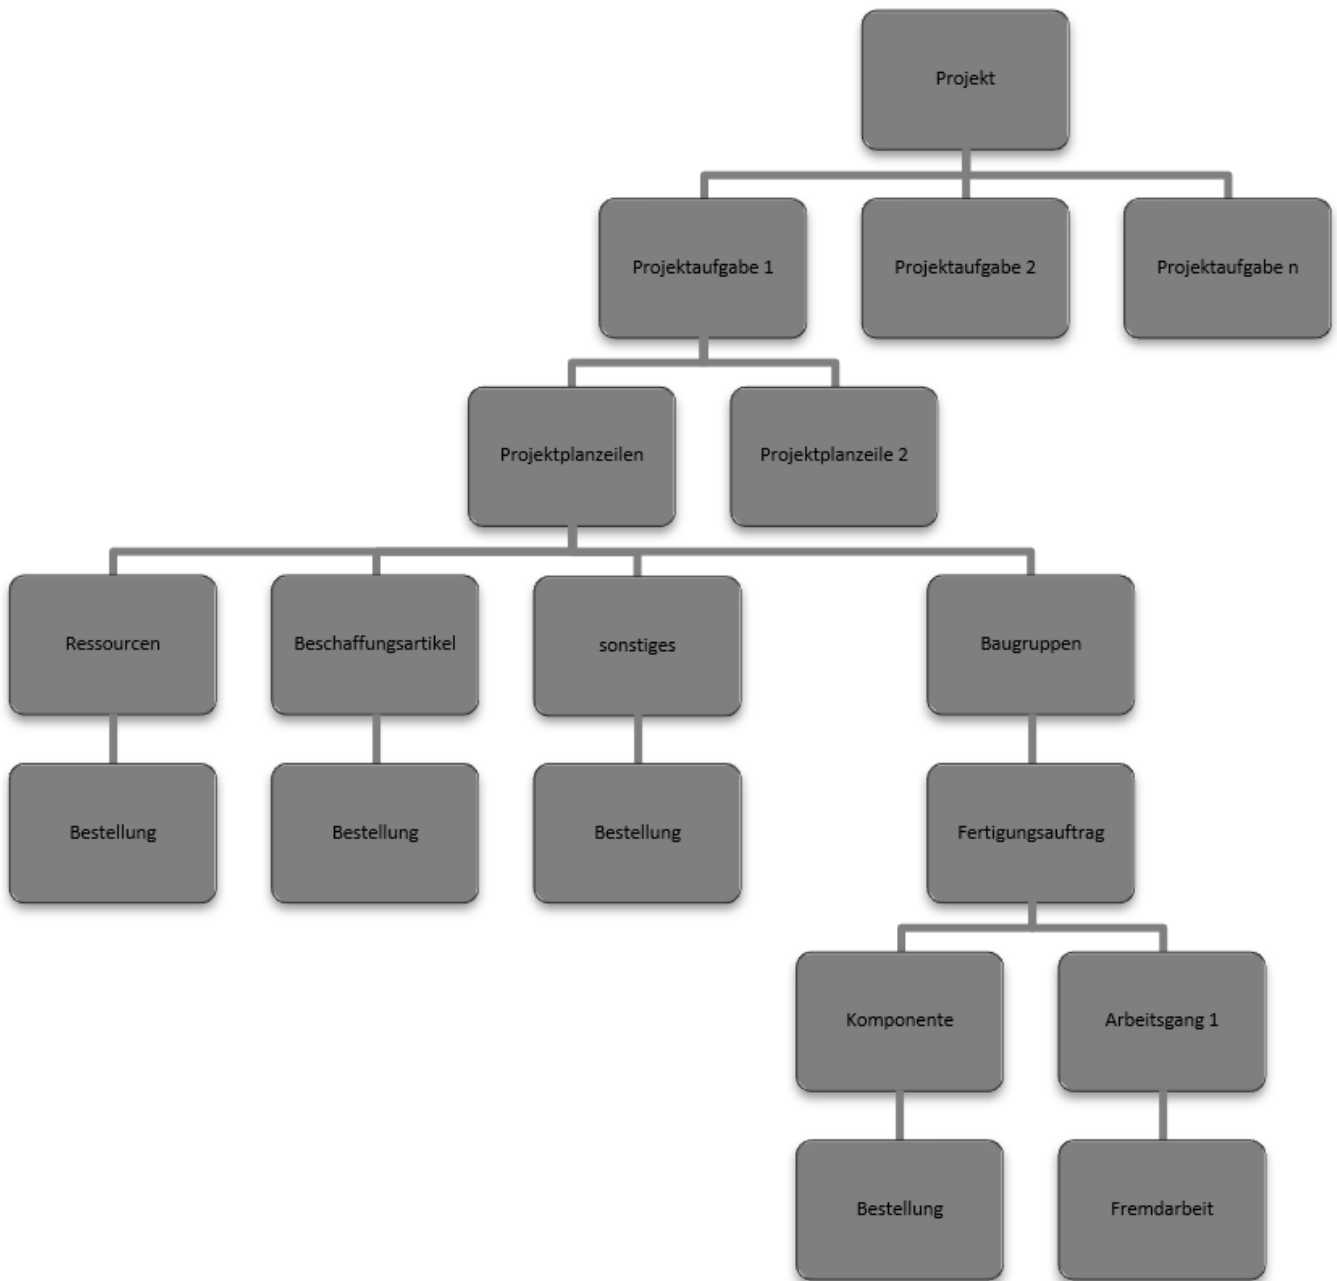 Projekt
Projektaufgabe 1
Projektaufgabe 2
Projektaufgabe n
Projektplanzeilen
Projektplanzeile 2
Ressourcen
Beschaffungsartikel
sonstiges
Baugruppen
Bestellung
Bestellung
Bestellung
Fertigungsauftrag
Komponente
Arbeitsgang 1
Bestellung
Fremdarbeit